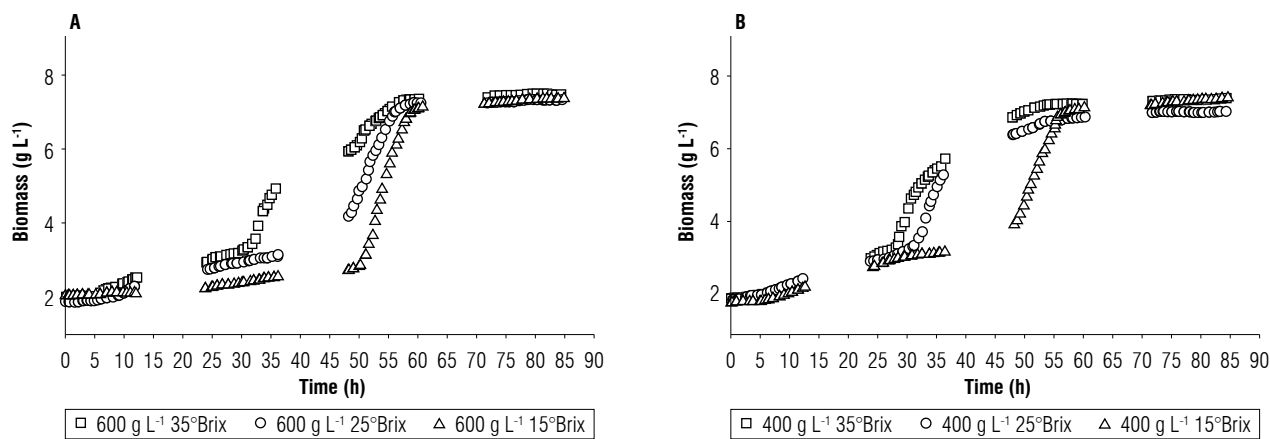 A
Biomass (g L⁻¹)
8
6
4
2
0 5 10 15 20 25 30 35 40 45 50 55 60 65 70 75 80 85 90
Time (h)
600 g L⁻¹ 35°Brix 600 g L⁻¹ 25°Brix 600 g L⁻¹ 15°Brix
B
Biomass (g L⁻¹)
8
6
4
2
0 5 10 15 20 25 30 35 40 45 50 55 60 65 70 75 80 85 90
Time (h)
400 g L⁻¹ 35°Brix 400 g L⁻¹ 25°Brix 400 g L⁻¹ 15°Brix